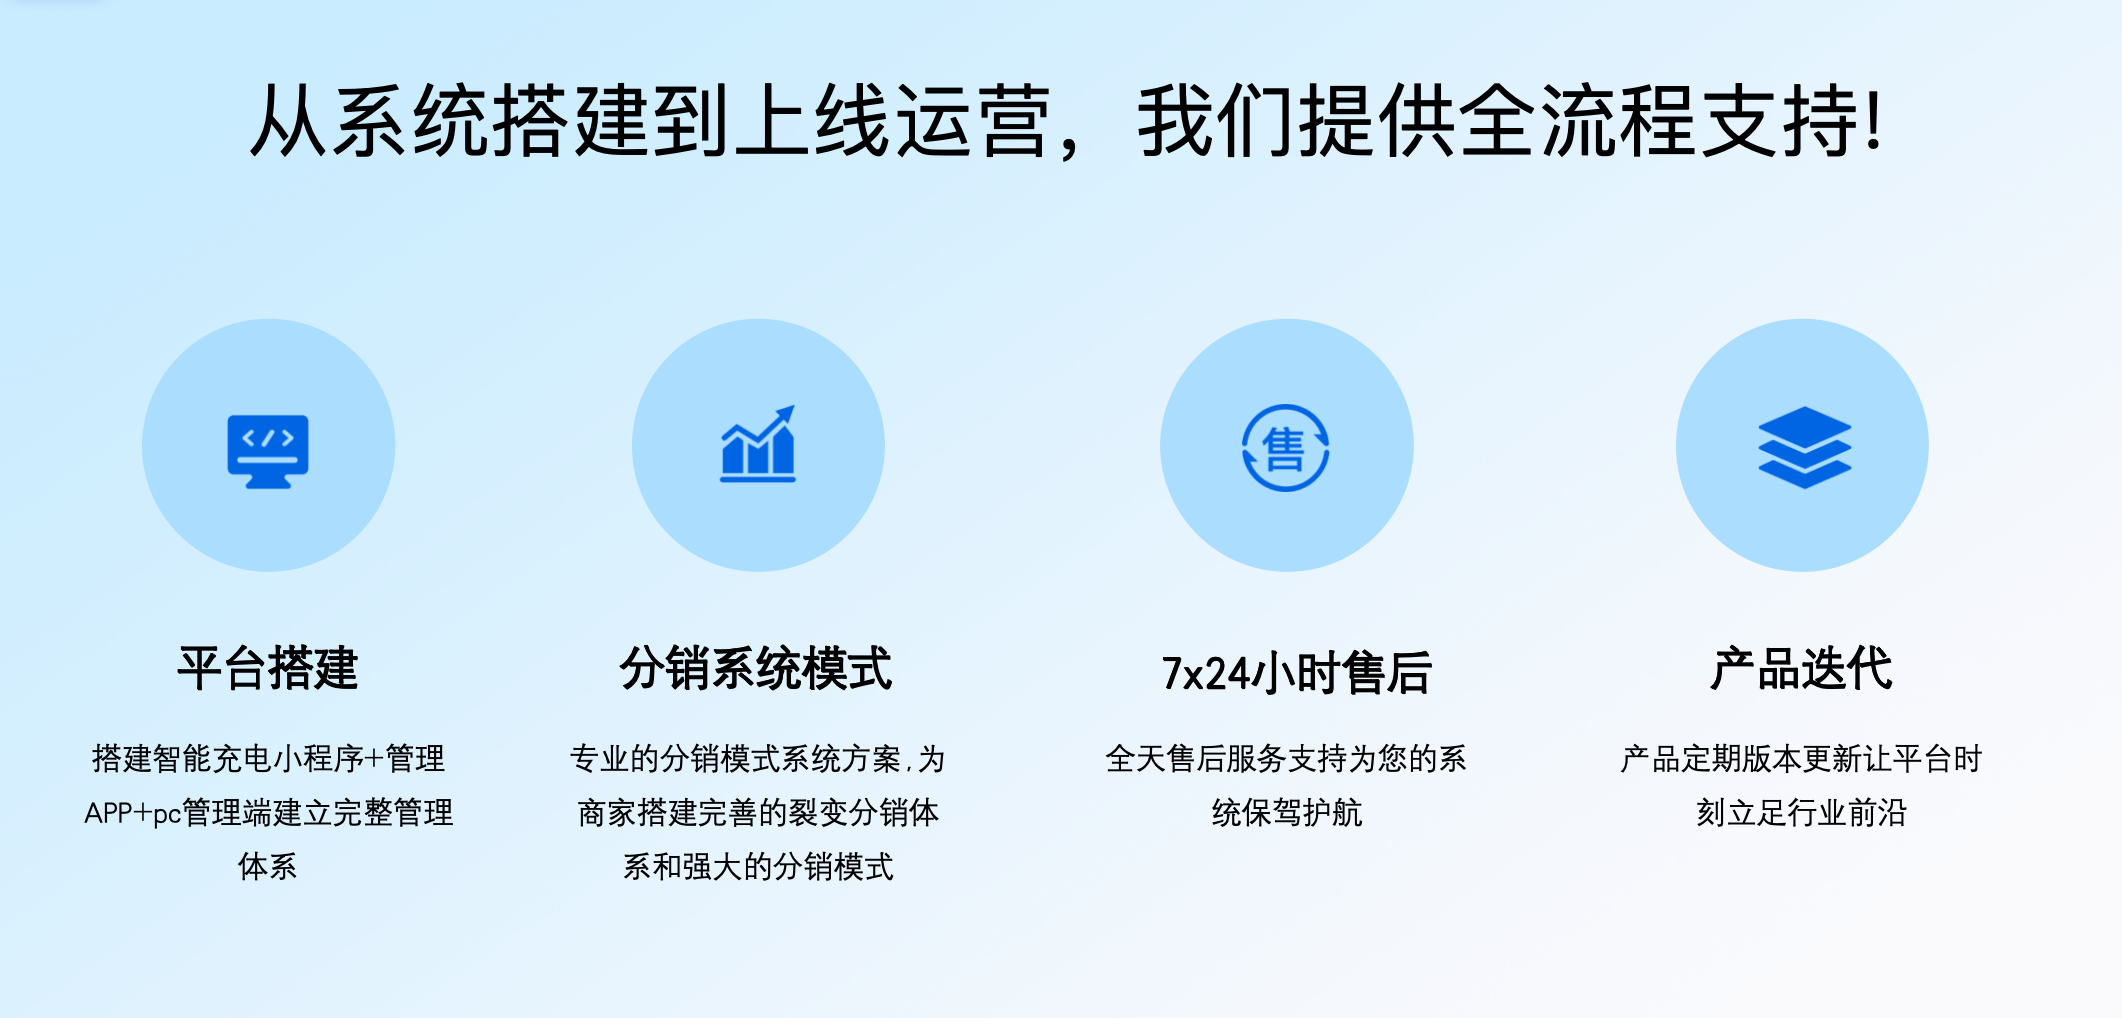 从系统搭建到上线运营，我们提供全流程支持!
售
平台搭建
搭建智能充电小程序+管理
APP+pc管理端建立完整管理
体系
分销系统模式
专业的分销模式系统方案,为
商家搭建完善的裂变分销体
系和强大的分销模式
7x24小时售后
全天售后服务支持为您的系
统保驾护航
产品迭代
产品定期版本更新让平台时
刻立足行业前沿